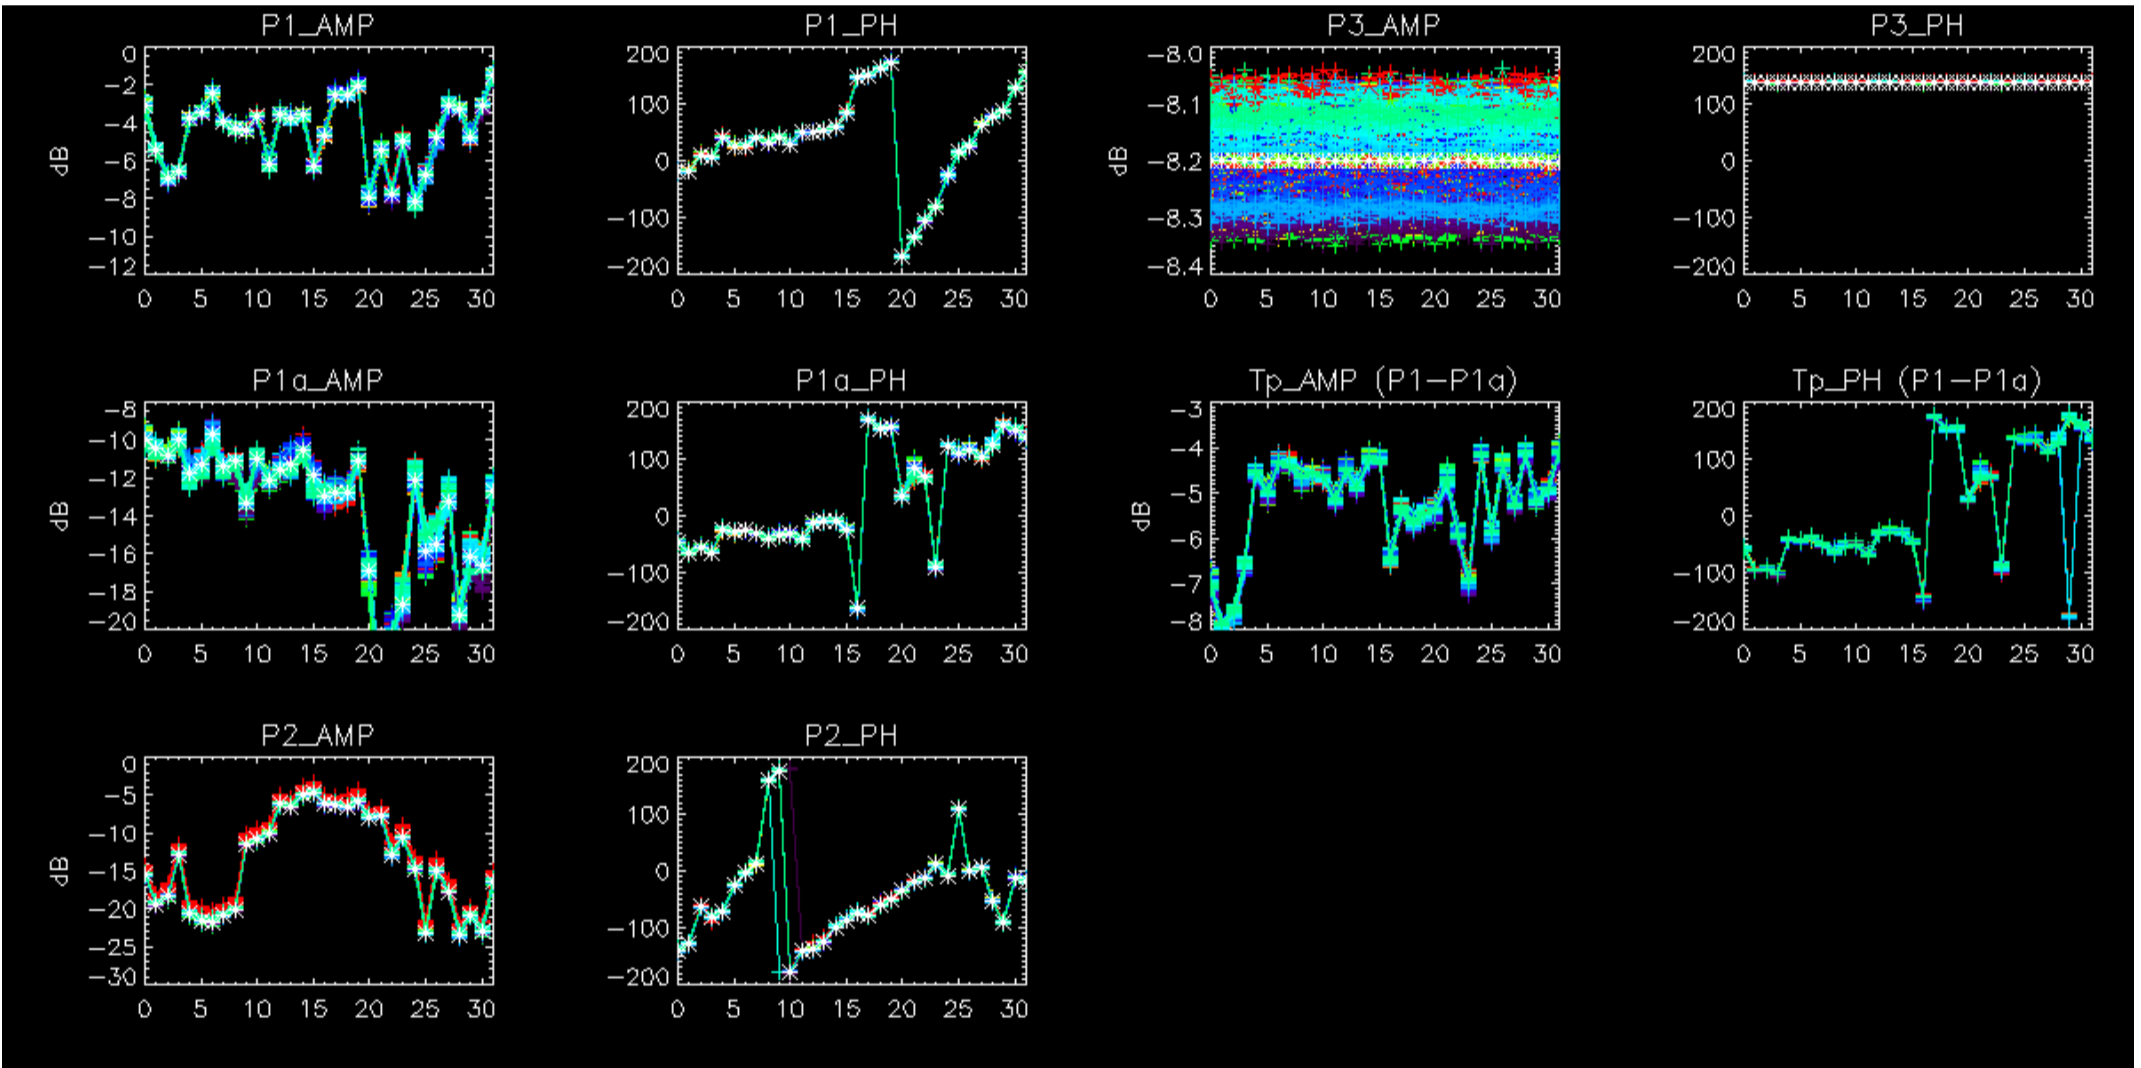 P1_AMP
dB
0
−2
−4
−6
−8
−10
−12
0 5 10 15 20 25 30
P1_PH
200
100
0
−100
−200
0 5 10 15 20 25 30
P3_AMP
dB
−8.0
−8.1
−8.2
−8.3
−8.4
0 5 10 15 20 25 30
P3_PH
200
100
0
−100
−200
0 5 10 15 20 25 30
P1a_AMP
dB
−8
−10
−12
−14
−16
−18
−20
0 5 10 15 20 25 30
P1a_PH
200
100
0
−100
−200
0 5 10 15 20 25 30
Tp_AMP (P1−P1a)
dB
−3
−4
−5
−6
−7
−8
0 5 10 15 20 25 30
Tp_PH (P1−P1a)
200
100
0
−100
−200
0 5 10 15 20 25 30
P2_AMP
dB
0
−5
−10
−15
−20
−25
−30
0 5 10 15 20 25 30
P2_PH
200
100
0
−100
−200
0 5 10 15 20 25 30